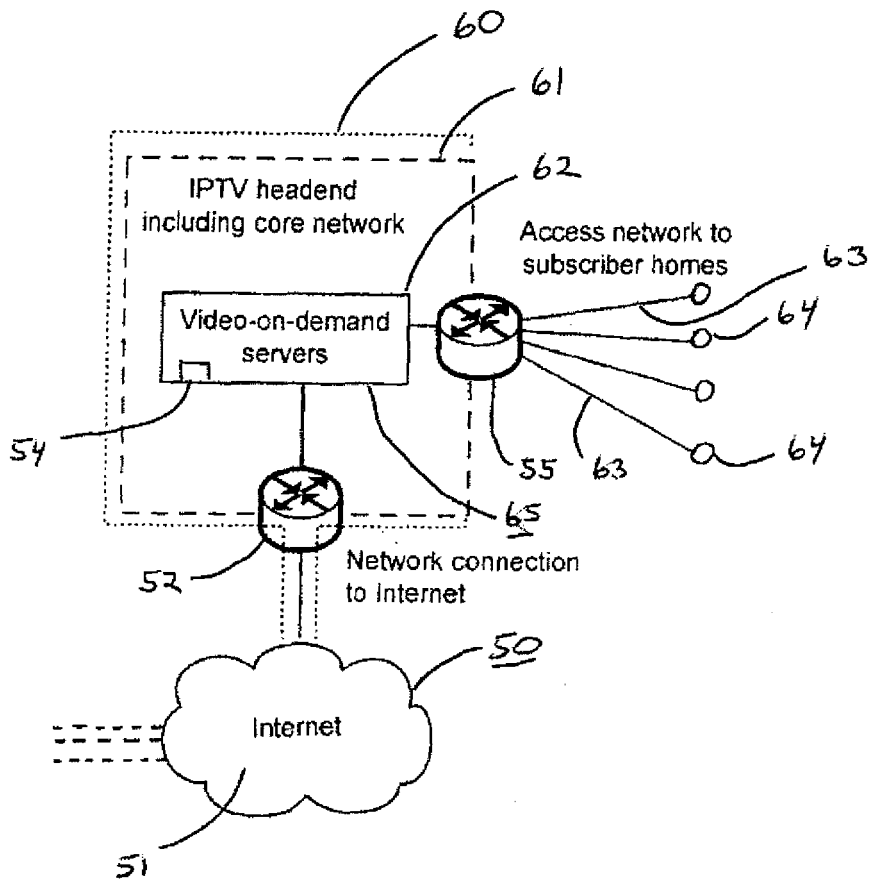 60
61
IPTV headend
including core network
62
Access network to
subscriber homes
63
64
Video-on-demand
servers
54
55
63
64
65
52
Network connection
to Internet
50
Internet
51